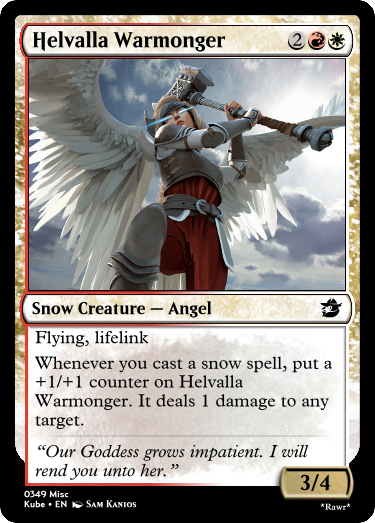 Helvalla Warmonger 2
Snow Creature — Angel
Flying, lifelink
Whenever you cast a snow spell, put a
+1/+1 counter on Helvalla
Warmonger. It deals 1 damage to any
target.
“Our Goddess grows impatient. I will
rend you unto her.”
3/4
0349 Misc
Kube • EN Sam Kanios
*Rawr*